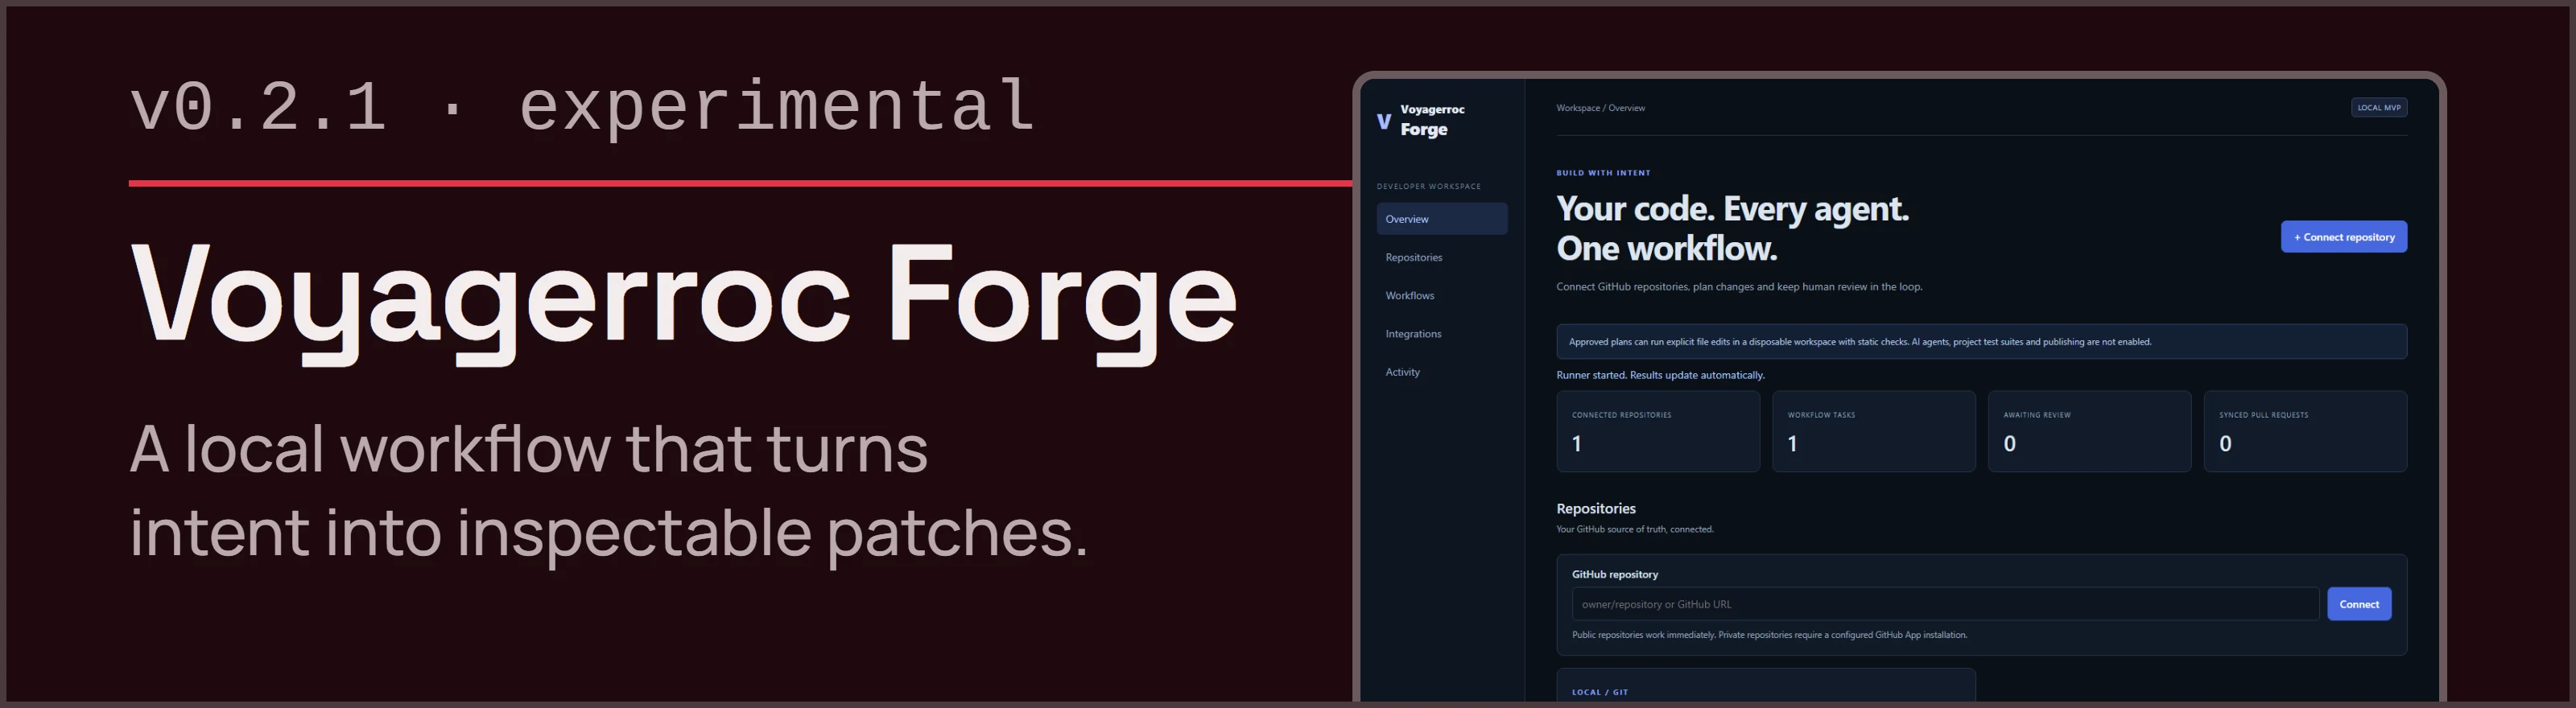 v0.2.1 · experimental
Voyagerroc Forge
A local workflow that turns
intent into inspectable patches.
V
Voyagerroc
Forge
DEVELOPER WORKSPACE
Overview
Repositories
Workflows
Integrations
Activity
Workspace / Overview
LOCAL MVP
BUILD WITH INTENT
Your code. Every agent.
One workflow.
+ Connect repository
Connect GitHub repositories, plan changes and keep human review in the loop.
Approved plans can run explicit file edits in a disposable workspace with static checks. AI agents, project test suites and publishing are not enabled.
Runner started. Results update automatically.
CONNECTED REPOSITORIES
1
WORKFLOW TASKS
1
AWAITING REVIEW
0
SYNCED PULL REQUESTS
0
Repositories
Your GitHub source of truth, connected.
GitHub repository
owner/repository or GitHub URL
Connect
Public repositories work immediately. Private repositories require a configured GitHub App installation.
LOCAL / GIT